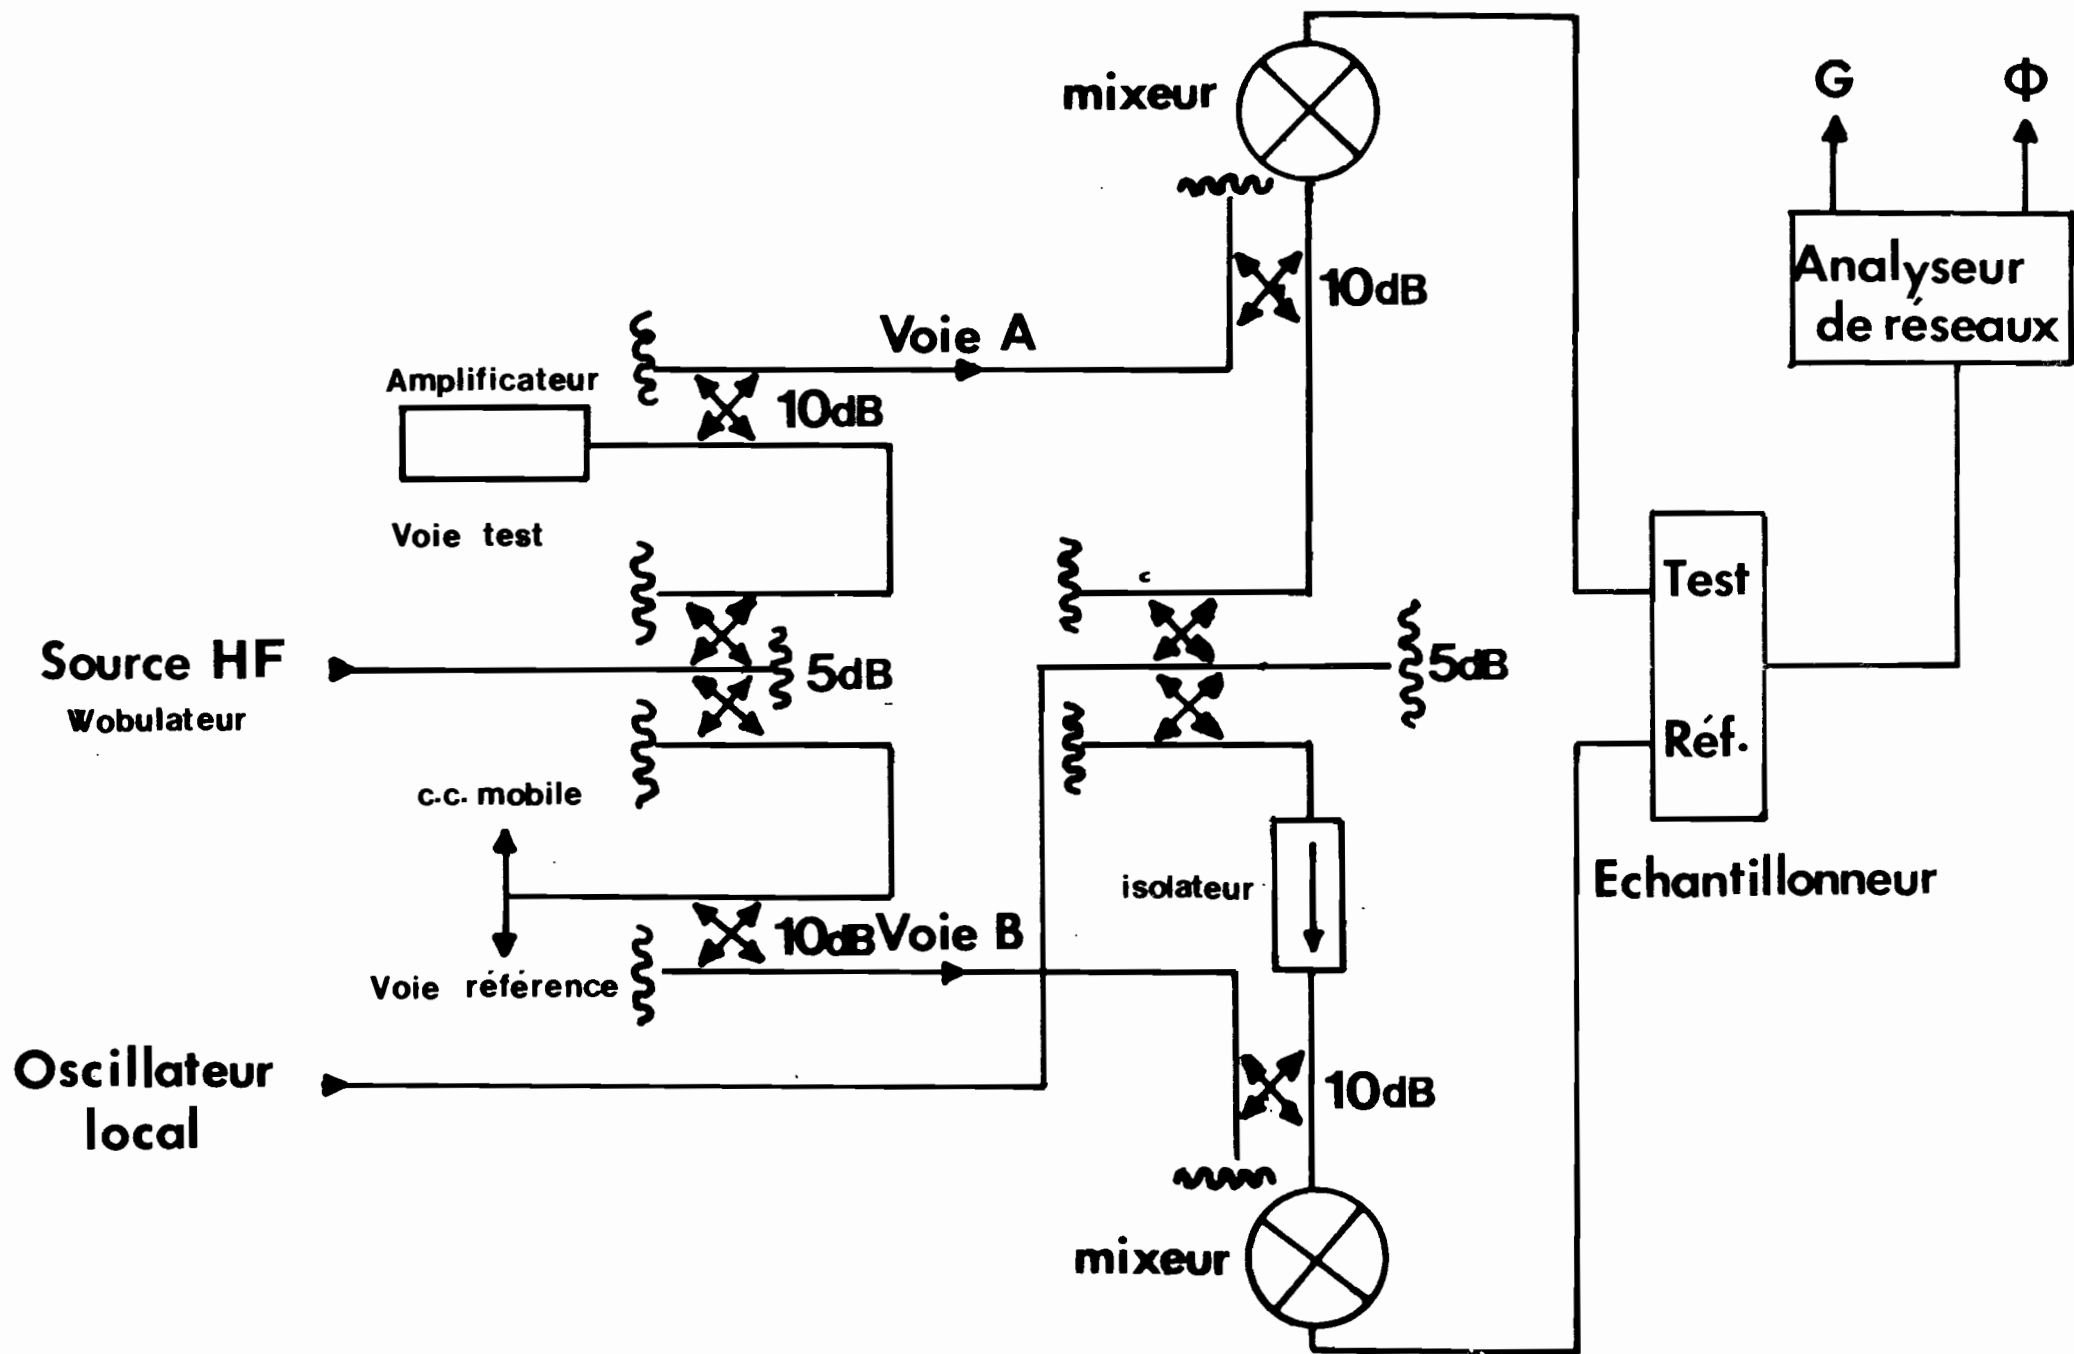 mixeur
G
Φ
10dB
Analyseur
de réseaux
Voie A
Amplificateur
10dB
Voie test
c
Test
Source HF
5dB
5dB
Wobulateur
Réf.
c.c. mobile
isolateur
Echantillonneur
10dB
Voie B
Voie référence
Oscillateur
local
10dB
mixeur